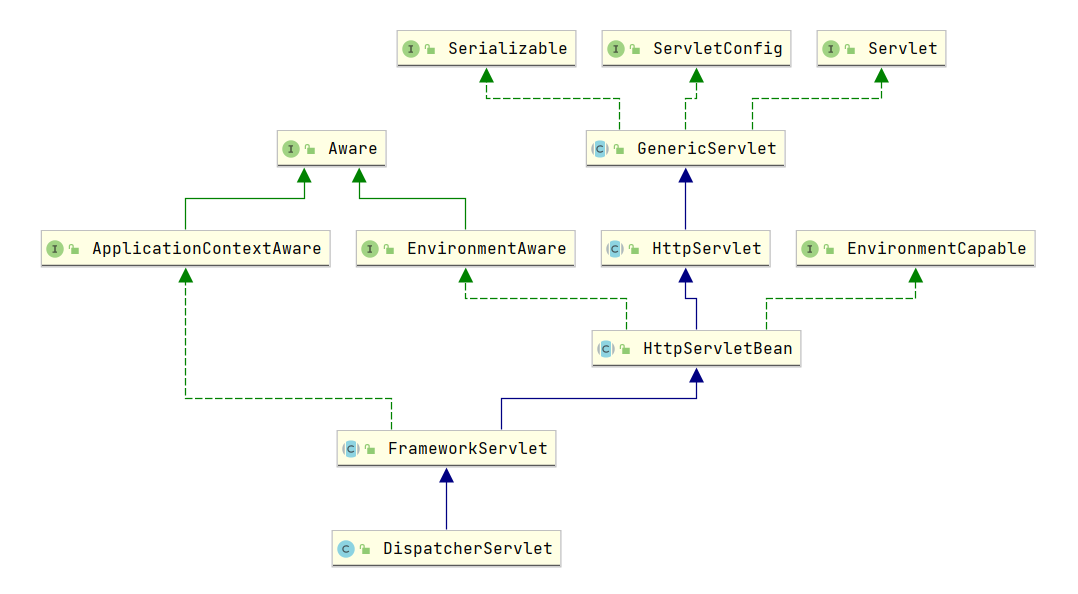 Serializable
ServletConfig
Servlet
Aware
GenericServlet
ApplicationContextAware
EnvironmentAware
HttpServlet
EnvironmentCapable
HttpServletBean
FrameworkServlet
DispatcherServlet